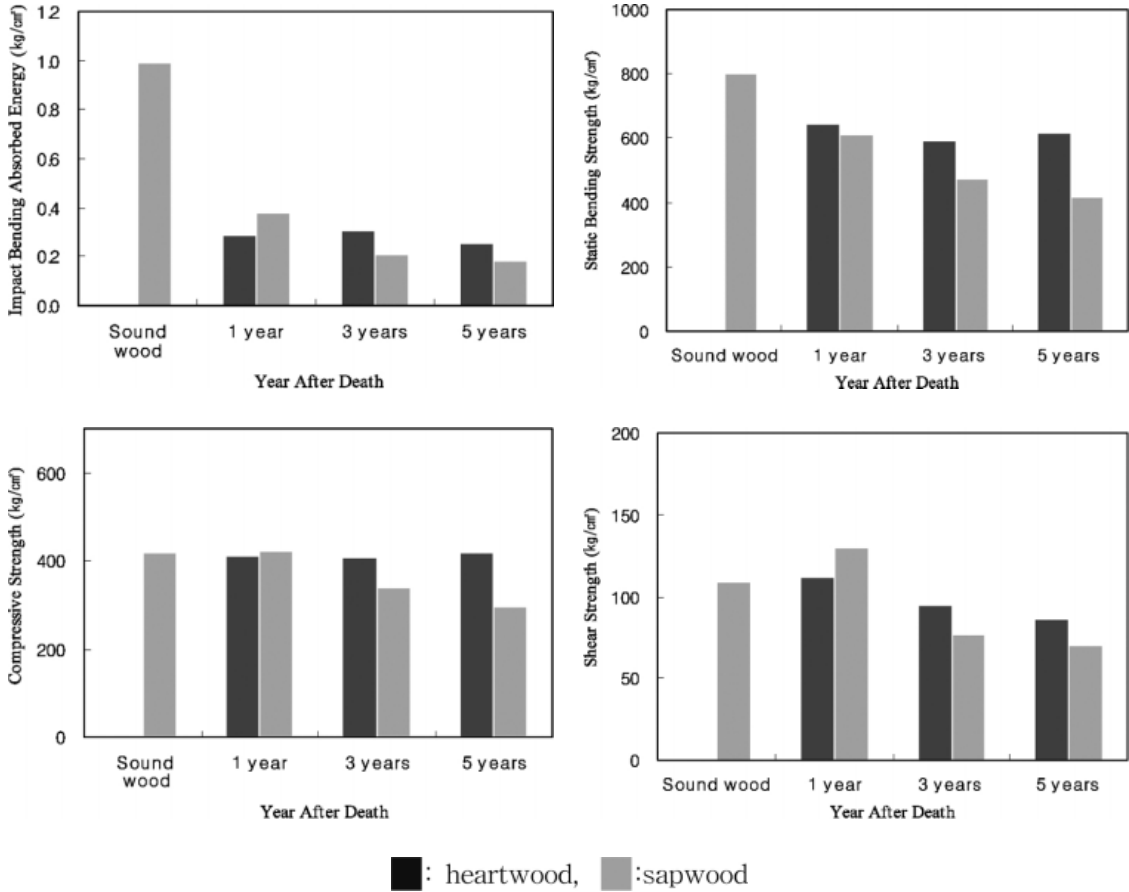 Impact Bending Absorbed Energy (kg/㎠)
1.2
1.0
0.8
0.6
0.4
0.2
0.0
Sound wood
1 year
3 years
5 years
Year After Death
Static Bending Strength (kg/㎠)
1000
800
600
400
200
0
Sound wood
1 year
3 years
5 years
Year After Death
Compressive Strength (kg/㎠)
600
400
200
0
Sound wood
1 year
3 years
5 years
Year After Death
Shear Strength (kg/㎠)
200
150
100
50
0
Sound wood
1 year
3 years
5 years
Year After Death
: heartwood, :sapwood